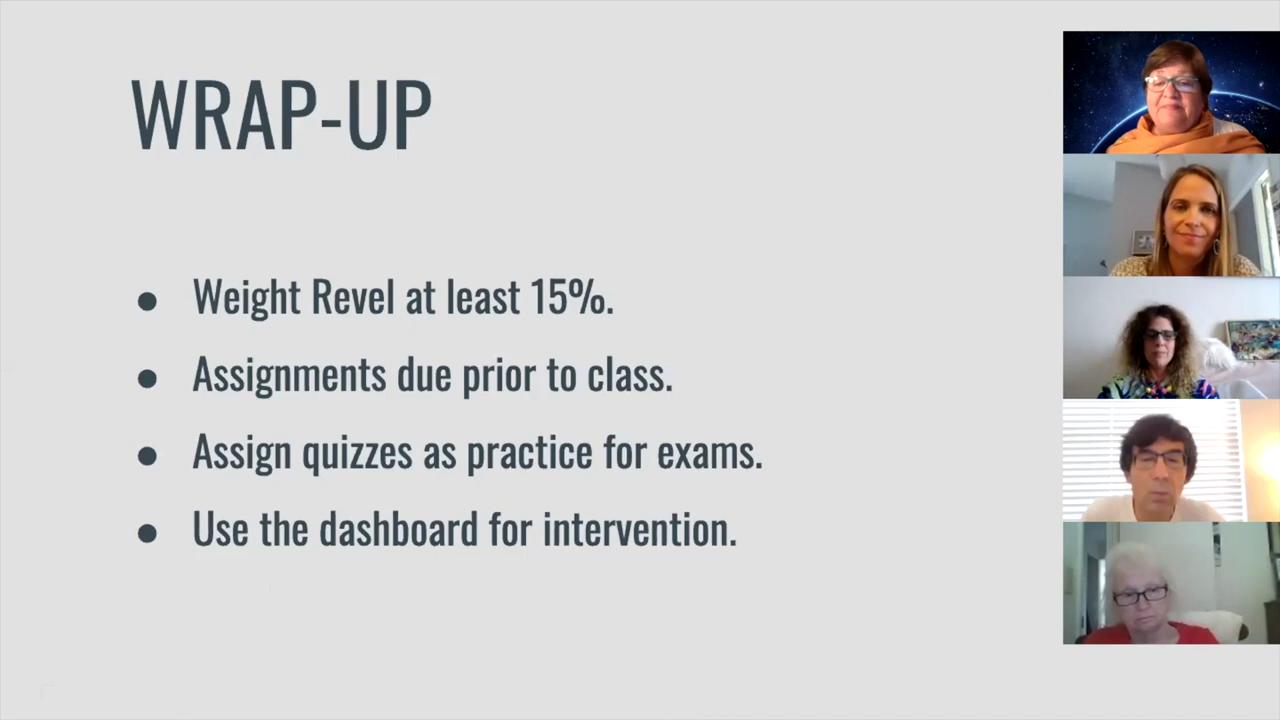 WRAP-UP
● Weight Revel at least 15%.
● Assignments due prior to class.
● Assign quizzes as practice for exams.
● Use the dashboard for intervention.